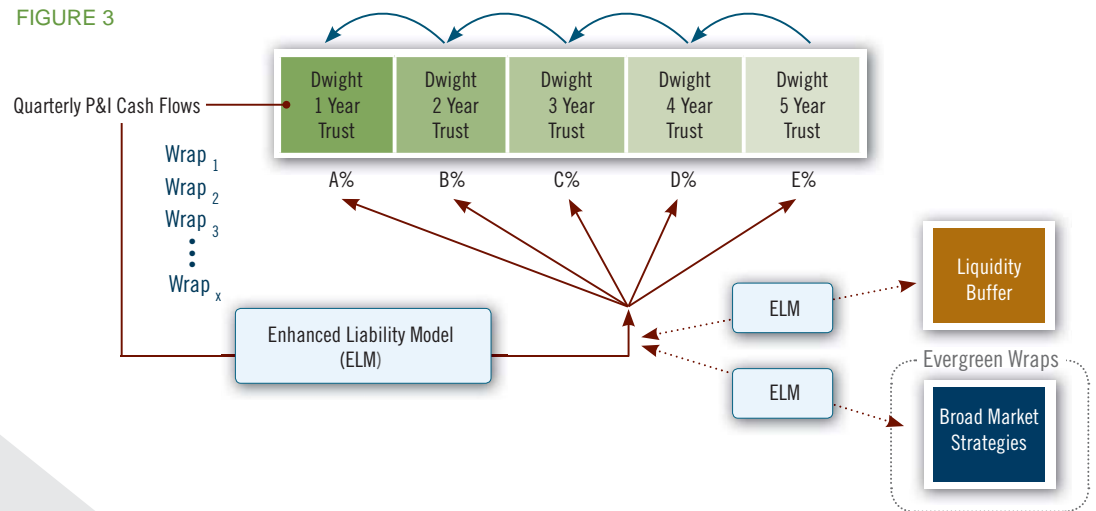 FIGURE 3
Dwight
1 Year
Trust
Dwight
2 Year
Trust
Dwight
3 Year
Trust
Dwight
4 Year
Trust
Dwight
5 Year
Trust
Quarterly P&I Cash Flows
Wrap 1
Wrap 2
Wrap 3
Wrap x
A%
B%
C%
D%
E%
Enhanced Liability Model
(ELM)
ELM
Liquidity
Buffer
ELM
Evergreen Wraps
Broad Market
Strategies